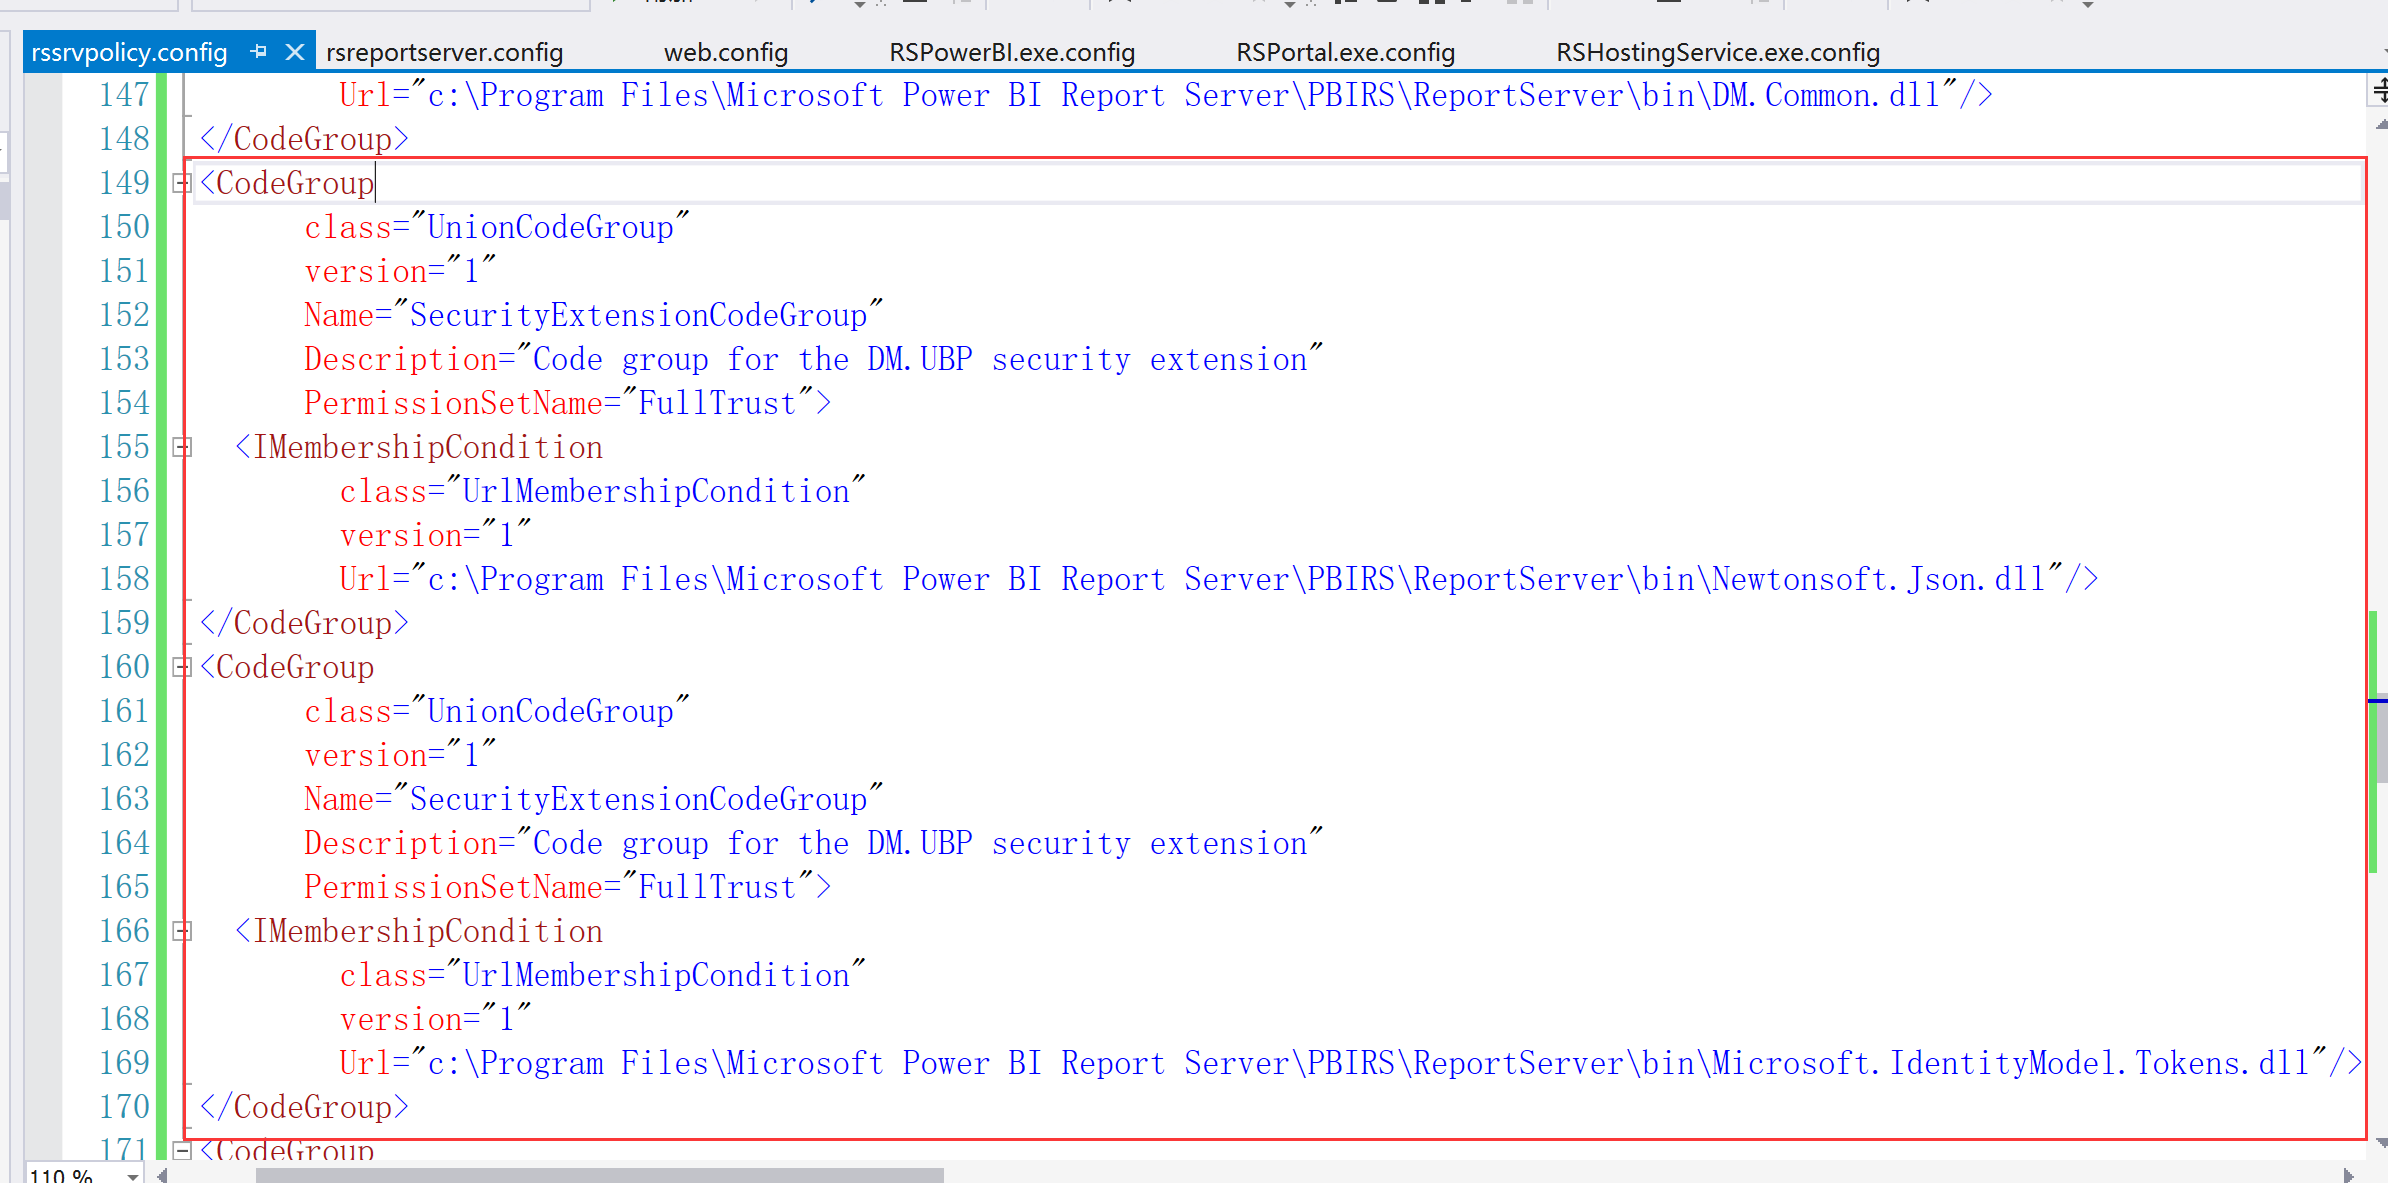 rssrvpolicy.config rsreportserver.config web.config RSPowerBI.exe.config RSPortal.exe.config RSHostingService.exe.config
147 Url="c:\Program Files\Microsoft Power BI Report Server\PBIRS\ReportServer\bin\DM.Common.dll"/>
148 </CodeGroup>
149 <CodeGroup
150 class="UnionCodeGroup"
151 version="1"
152 Name="SecurityExtensionCodeGroup"
153 Description="Code group for the DM.UBP security extension"
154 PermissionSetName="FullTrust">
155 <IMembershipCondition
156 class="UrlMembershipCondition"
157 version="1"
158 Url="c:\Program Files\Microsoft Power BI Report Server\PBIRS\ReportServer\bin\Newtonsoft.Json.dll"/>
159 </CodeGroup>
160 <CodeGroup
161 class="UnionCodeGroup"
162 version="1"
163 Name="SecurityExtensionCodeGroup"
164 Description="Code group for the DM.UBP security extension"
165 PermissionSetName="FullTrust">
166 <IMembershipCondition
167 class="UrlMembershipCondition"
168 version="1"
169 Url="c:\Program Files\Microsoft Power BI Report Server\PBIRS\ReportServer\bin\Microsoft.IdentityModel.Tokens.dll"/>
170 </CodeGroup>
171 <CodeGroup
110 %